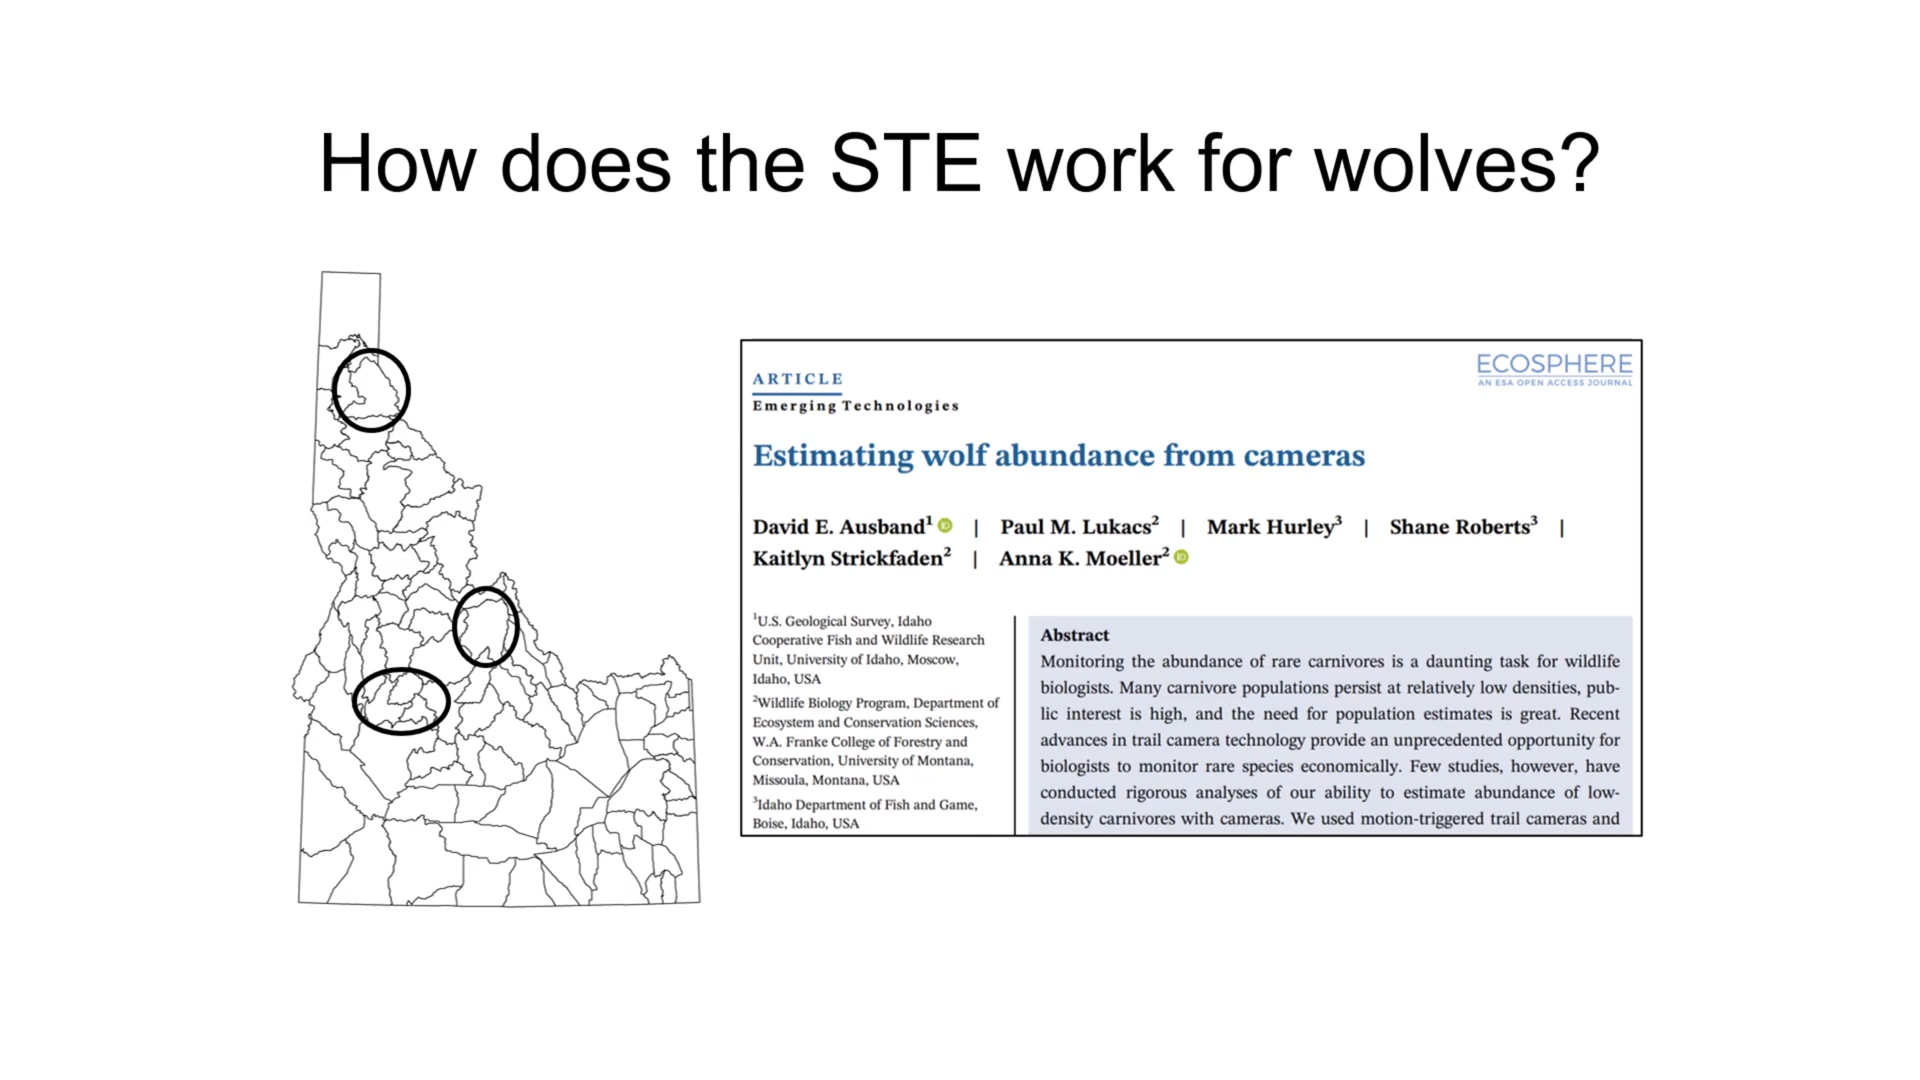 How does the STE work for wolves?
ECOSPHERE
AN ESA OPEN ACCESS JOURNAL
ARTICLE
Emerging Technologies
Estimating wolf abundance from cameras
David E. Ausband1 | Paul M. Lukacs2 | Mark Hurley3 | Shane Roberts3 |
Kaitlyn Strickfaden2 | Anna K. Moeller2
1U.S. Geological Survey, Idaho
Cooperative Fish and Wildlife Research
Unit, University of Idaho, Moscow,
Idaho, USA
2Wildlife Biology Program, Department of
Ecosystem and Conservation Sciences,
W.A. Franke College of Forestry and
Conservation, University of Montana,
Missoula, Montana, USA
3Idaho Department of Fish and Game,
Boise, Idaho, USA
Abstract
Monitoring the abundance of rare carnivores is a daunting task for wildlife
biologists. Many carnivore populations persist at relatively low densities, pub-
lic interest is high, and the need for population estimates is great. Recent
advances in trail camera technology provide an unprecedented opportunity for
biologists to monitor rare species economically. Few studies, however, have
conducted rigorous analyses of our ability to estimate abundance of low-
density carnivores with cameras. We used motion-triggered trail cameras and